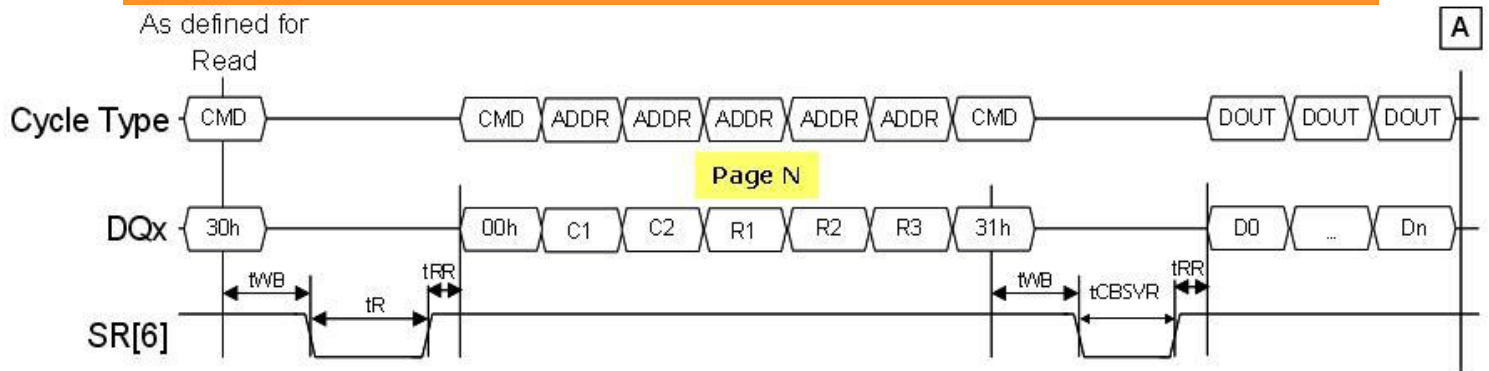 As defined for
Read
A
Cycle Type CMD CMD ADDR ADDR ADDR ADDR ADDR CMD DOUT DOUT DOUT
Page N
DQx 30h 00h C1 C2 R1 R2 R3 31h D0 ... Dn
tWB tR tRR tWB tCBSYR tRR
SR[6]